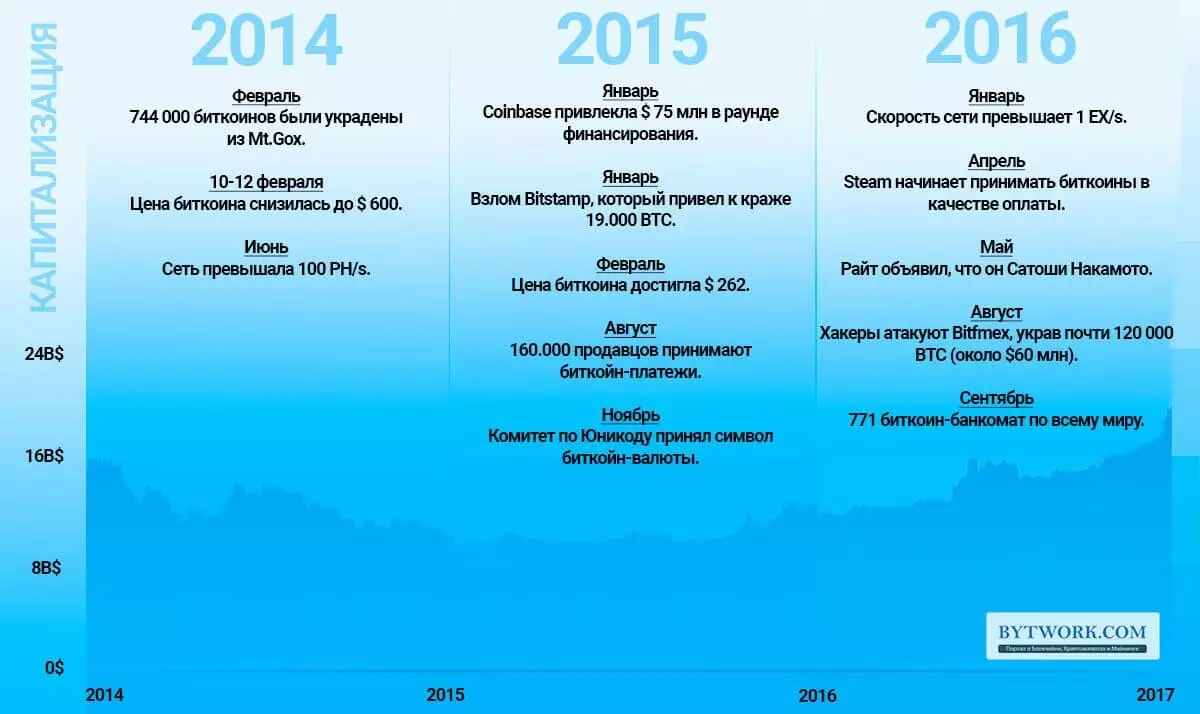 КАПИТАЛИЗАЦИЯ
2014
Февраль
744 000 биткоинов были украдены
из Mt.Gox.
10-12 февраля
Цена биткоина снизилась до $ 600.
Июнь
Сеть превышала 100 PH/s.
2015
Январь
Coinbase привлекла $ 75 млн в раунде
финансирования.
Январь
Взлом Bitstamp, который привел к краже
19.000 BTC.
Февраль
Цена биткоина достигла $ 262.
Август
160.000 продавцов принимают
биткойн-платежи.
Ноябрь
Комитет по Юникоду принял символ
биткойн-валюты.
2016
Январь
Скорость сети превышает 1 EX/s.
Апрель
Steam начинает принимать биткоины в
качестве оплаты.
Май
Райт объявил, что он Сатоши Накамото.
Август
Хакеры атакуют Bitfmex, украв почти 120 000
BTC (около $60 млн).
Сентябрь
771 биткоин-банкомат по всему миру.
24B$
16B$
8B$
0$
2014
2015
2016
2017
BYTWORK.COM
Портал о Блокчейне, Криптовалютах и Майнинге